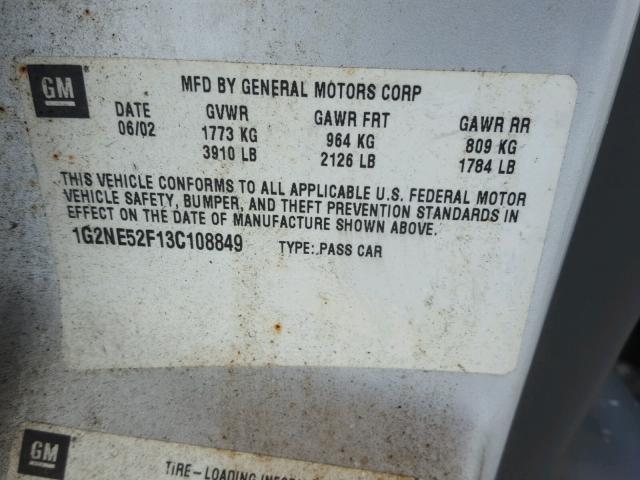 GM
MFD BY GENERAL MOTORS CORP
DATE GVWR GAWR FRT GAWR RR
06/02 1773 KG 964 KG 809 KG
3910 LB 2126 LB 1784 LB
THIS VEHICLE CONFORMS TO ALL APPLICABLE U.S. FEDERAL MOTOR
VEHICLE SAFETY, BUMPER, AND THEFT PREVENTION STANDARDS IN
EFFECT ON THE DATE OF MANUFACTURE SHOWN ABOVE.
1G2NE52F13C108849 TYPE: PASS CAR
GM
TIRE-LOADING